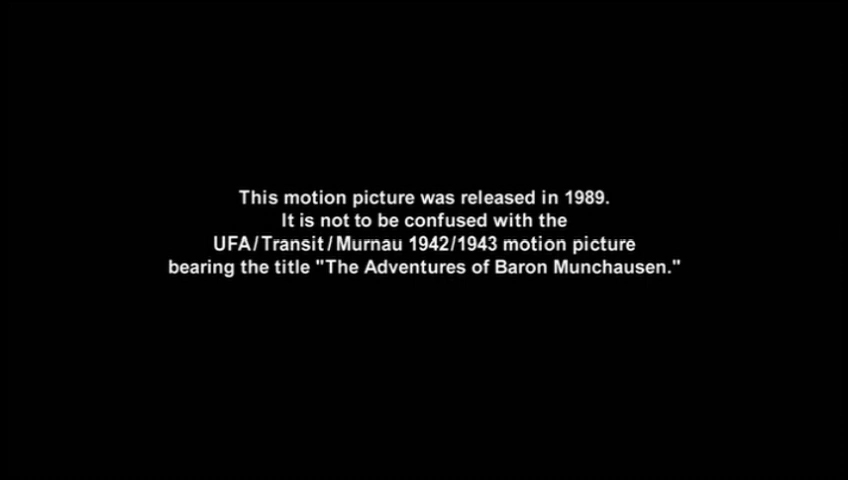 This motion picture was released in 1989.
It is not to be confused with the
UFA/Transit/Murnau 1942/1943 motion picture
bearing the title "The Adventures of Baron Munchausen."